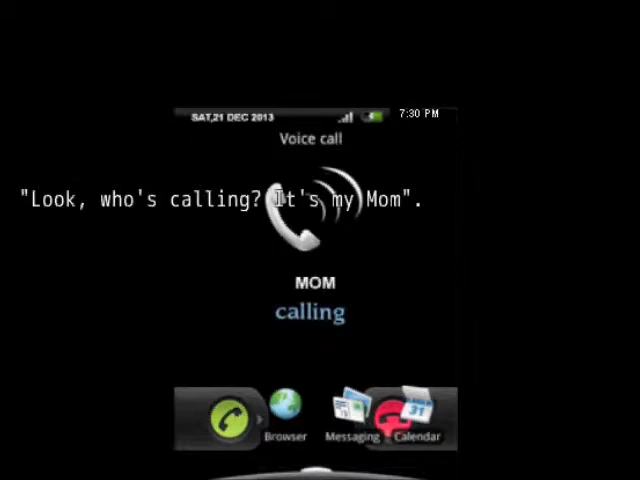 SAT,21 DEC 2013
7:30 PM
Voice call
"Look, who's calling? It's my Mom".
MOM
calling
Browser
Messaging
31
Calendar